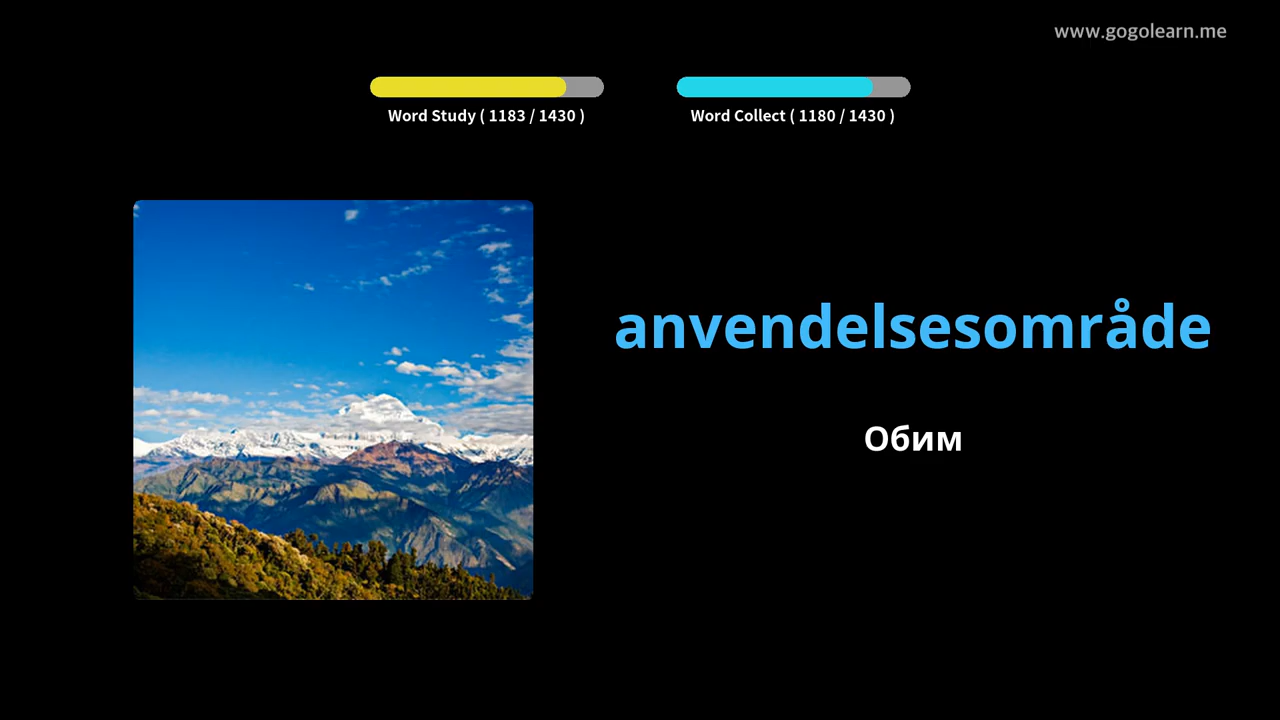 www.gogolearn.me
Word Study ( 1183 / 1430 )
Word Collect ( 1180 / 1430 )
anvendelsesområde
Обим